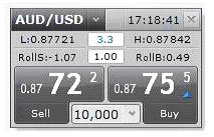 AUD/USD 17:18:41
L:0.87721 3.3 H:0.87842
RollS:-1.07 1.00 RollB:0.49
0.87 72 2 0.87 75 5
Sell 10,000 Buy